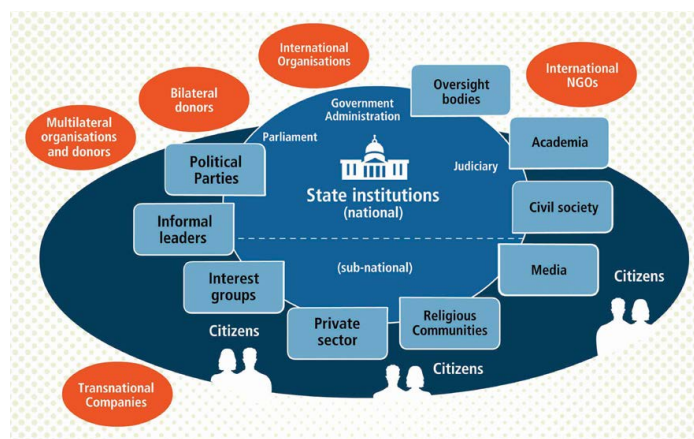 International
Organisations
Bilateral
donors
Multilateral
organisations
and donors
International
NGOs
Oversight
bodies
Government
Administration
Parliament
Judiciary
Academia
Political
Parties
State institutions
(national)
Civil society
Informal
leaders
(sub-national)
Media
Interest
groups
Citizens
Private
sector
Religious
Communities
Citizens
Citizens
Transnational
Companies